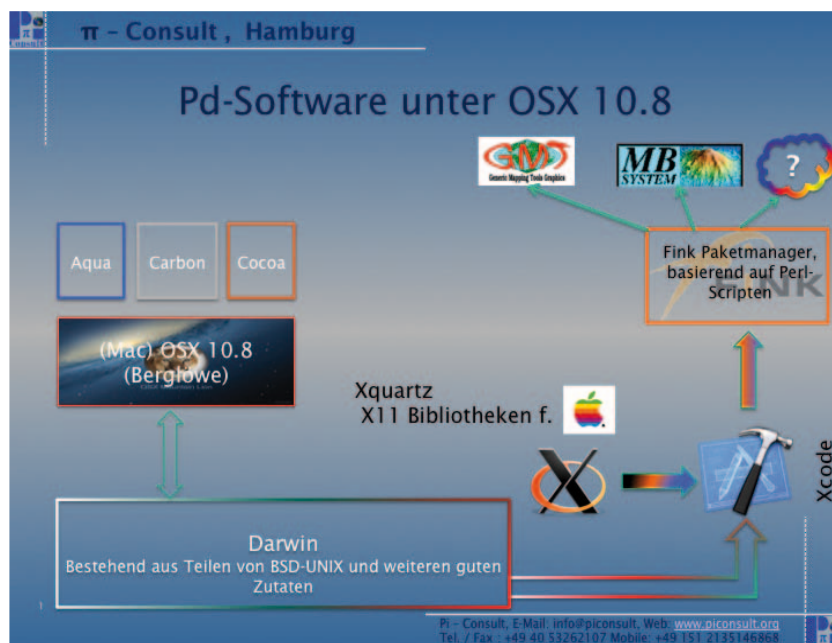 π - Consult , Hamburg
Pd-Software unter OSX 10.8
GMT
Generic Mapping Tools Graphics
MB
SYSTEM
?
Aqua
Carbon
Cocoa
Fink Paketmanager,
basierend auf Perl-
Scripten
FINK
(Mac) OSX 10.8
(Berglöwe)
Xquartz
X11 Bibliotheken f.
Xcode
Darwin
Bestehend aus Teilen von BSD-UNIX und weiteren guten
Zutaten
Pi - Consult, E-Mail: info@piconsult, Web: www.piconsult.org
Tel. / Fax : +49 40 53262107 Mobile: +49 151 2135146868